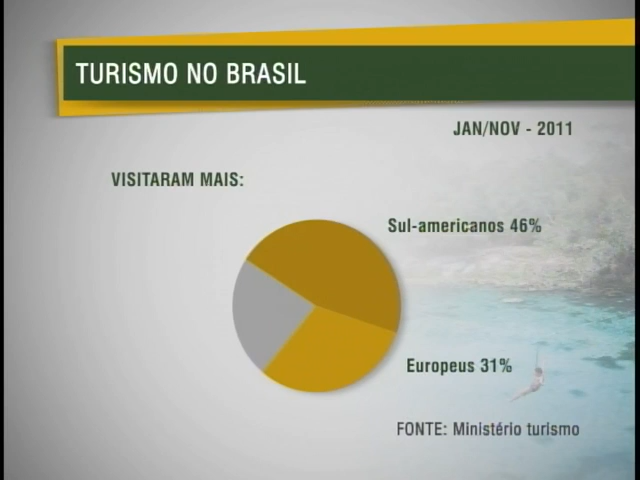 TURISMO NO BRASIL
JAN/NOV - 2011
VISITARAM MAIS:
Sul-americanos 46%
Europeus 31%
FONTE: Ministério turismo